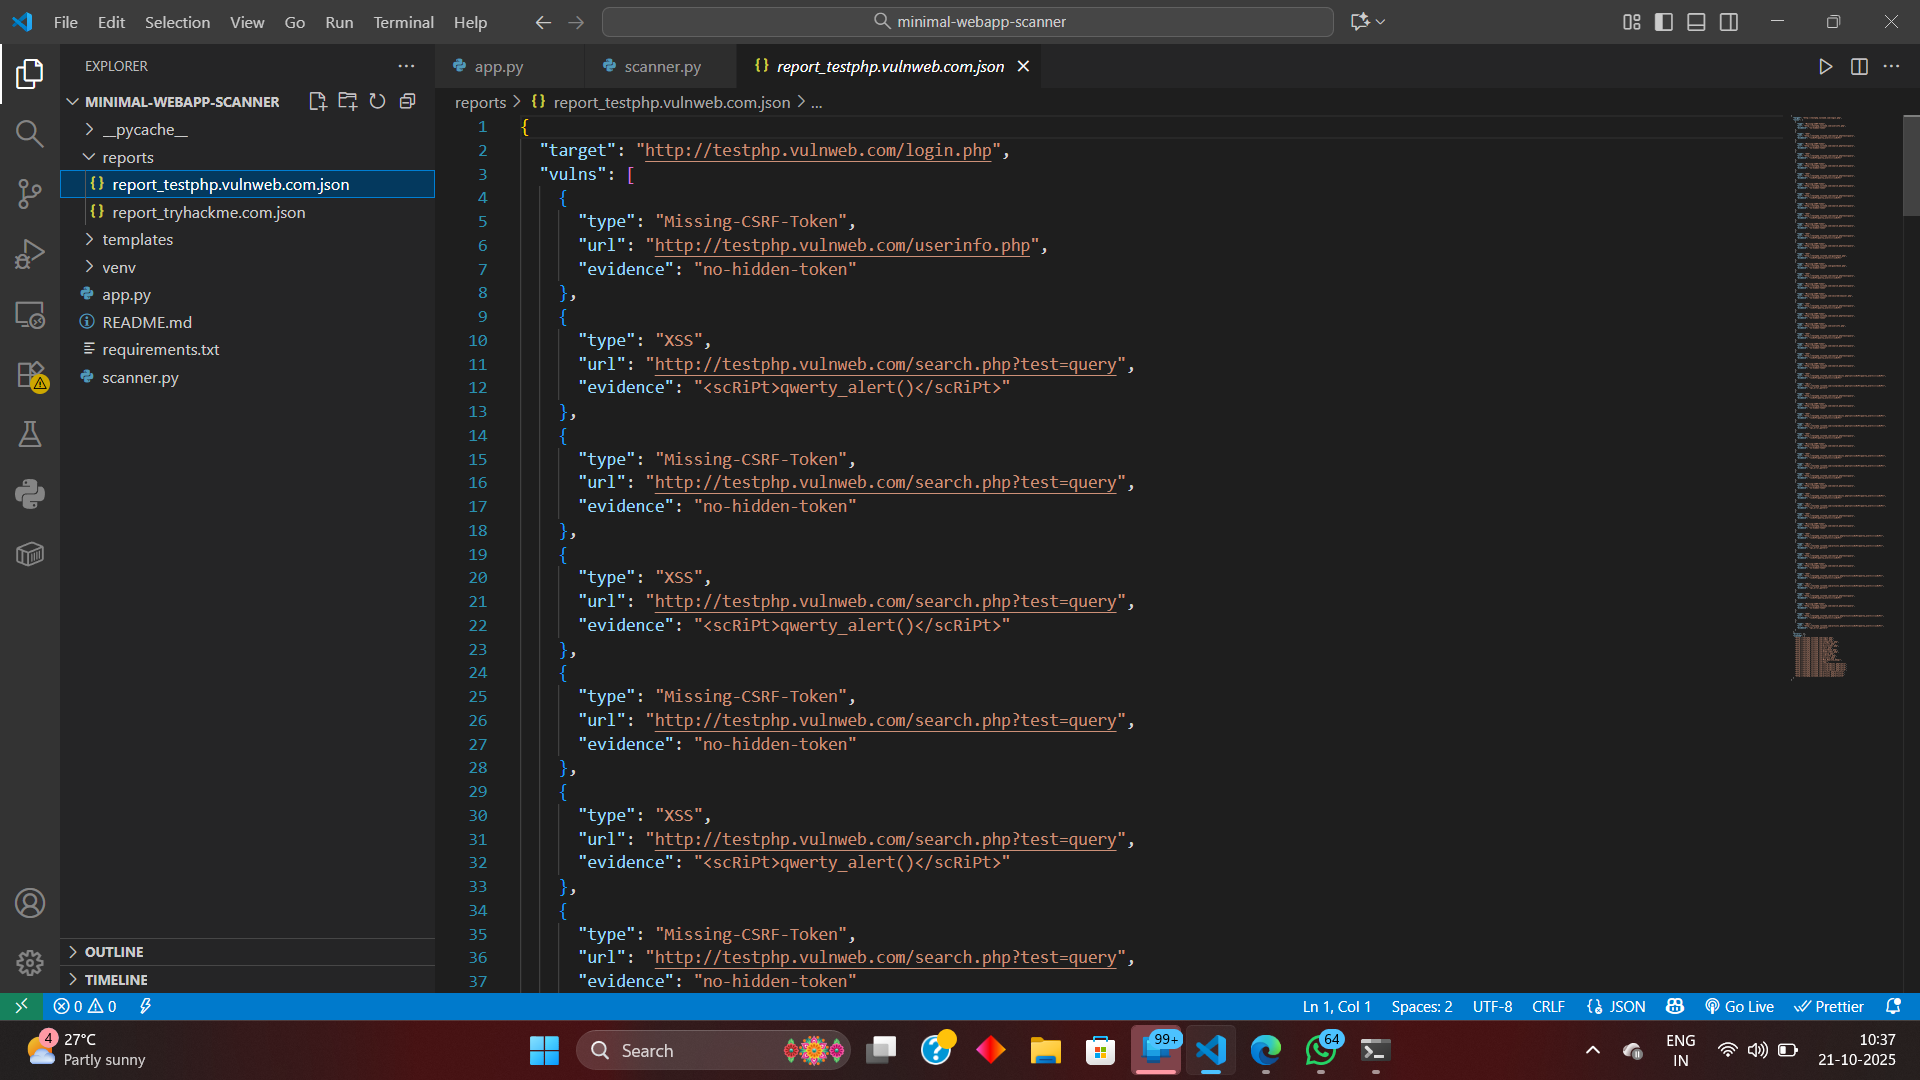 File Edit Selection View Go Run Terminal Help
minimal-webapp-scanner
EXPLORER
MINIMAL-WEBAPP-SCANNER
__pycache__
reports
report_testphp.vulnweb.com.json
report_tryhackme.com.json
templates
venv
app.py
README.md
requirements.txt
scanner.py
OUTLINE
TIMELINE
app.py
scanner.py
report_testphp.vulnweb.com.json
reports > {} report_testphp.vulnweb.com.json > ...
1 {
2 "target": "http://testphp.vulnweb.com/login.php",
3 "vulns": [
4 {
5 "type": "Missing-CSRF-Token",
6 "url": "http://testphp.vulnweb.com/userinfo.php",
7 "evidence": "no-hidden-token"
8 },
9 {
10 "type": "XSS",
11 "url": "http://testphp.vulnweb.com/search.php?test=query",
12 "evidence": "<scRiPt>qwerty_alert()</scRiPt>"
13 },
14 {
15 "type": "Missing-CSRF-Token",
16 "url": "http://testphp.vulnweb.com/search.php?test=query",
17 "evidence": "no-hidden-token"
18 },
19 {
20 "type": "XSS",
21 "url": "http://testphp.vulnweb.com/search.php?test=query",
22 "evidence": "<scRiPt>qwerty_alert()</scRiPt>"
23 },
24 {
25 "type": "Missing-CSRF-Token",
26 "url": "http://testphp.vulnweb.com/search.php?test=query",
27 "evidence": "no-hidden-token"
28 },
29 {
30 "type": "XSS",
31 "url": "http://testphp.vulnweb.com/search.php?test=query",
32 "evidence": "<scRiPt>qwerty_alert()</scRiPt>"
33 },
34 {
35 "type": "Missing-CSRF-Token",
36 "url": "http://testphp.vulnweb.com/search.php?test=query",
37 "evidence": "no-hidden-token"
0 0
Ln 1, Col 1 Spaces: 2 UTF-8 CRLF {} JSON Go Live Prettier
4
27°C
Partly sunny
Search
99+
64
ENG
IN
10:37
21-10-2025